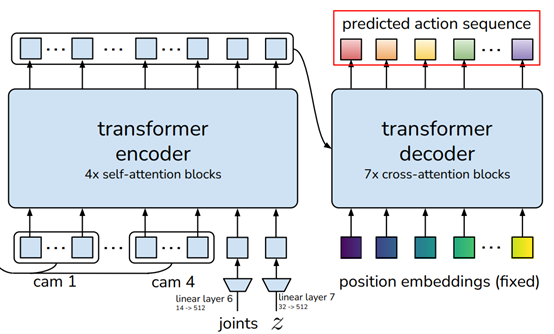 predicted action sequence
transformer
encoder
4x self-attention blocks
transformer
decoder
7x cross-attention blocks
cam 1
cam 4
linear layer 6
14 -> 512
linear layer 7
32 -> 512
joints
z
position embeddings (fixed)